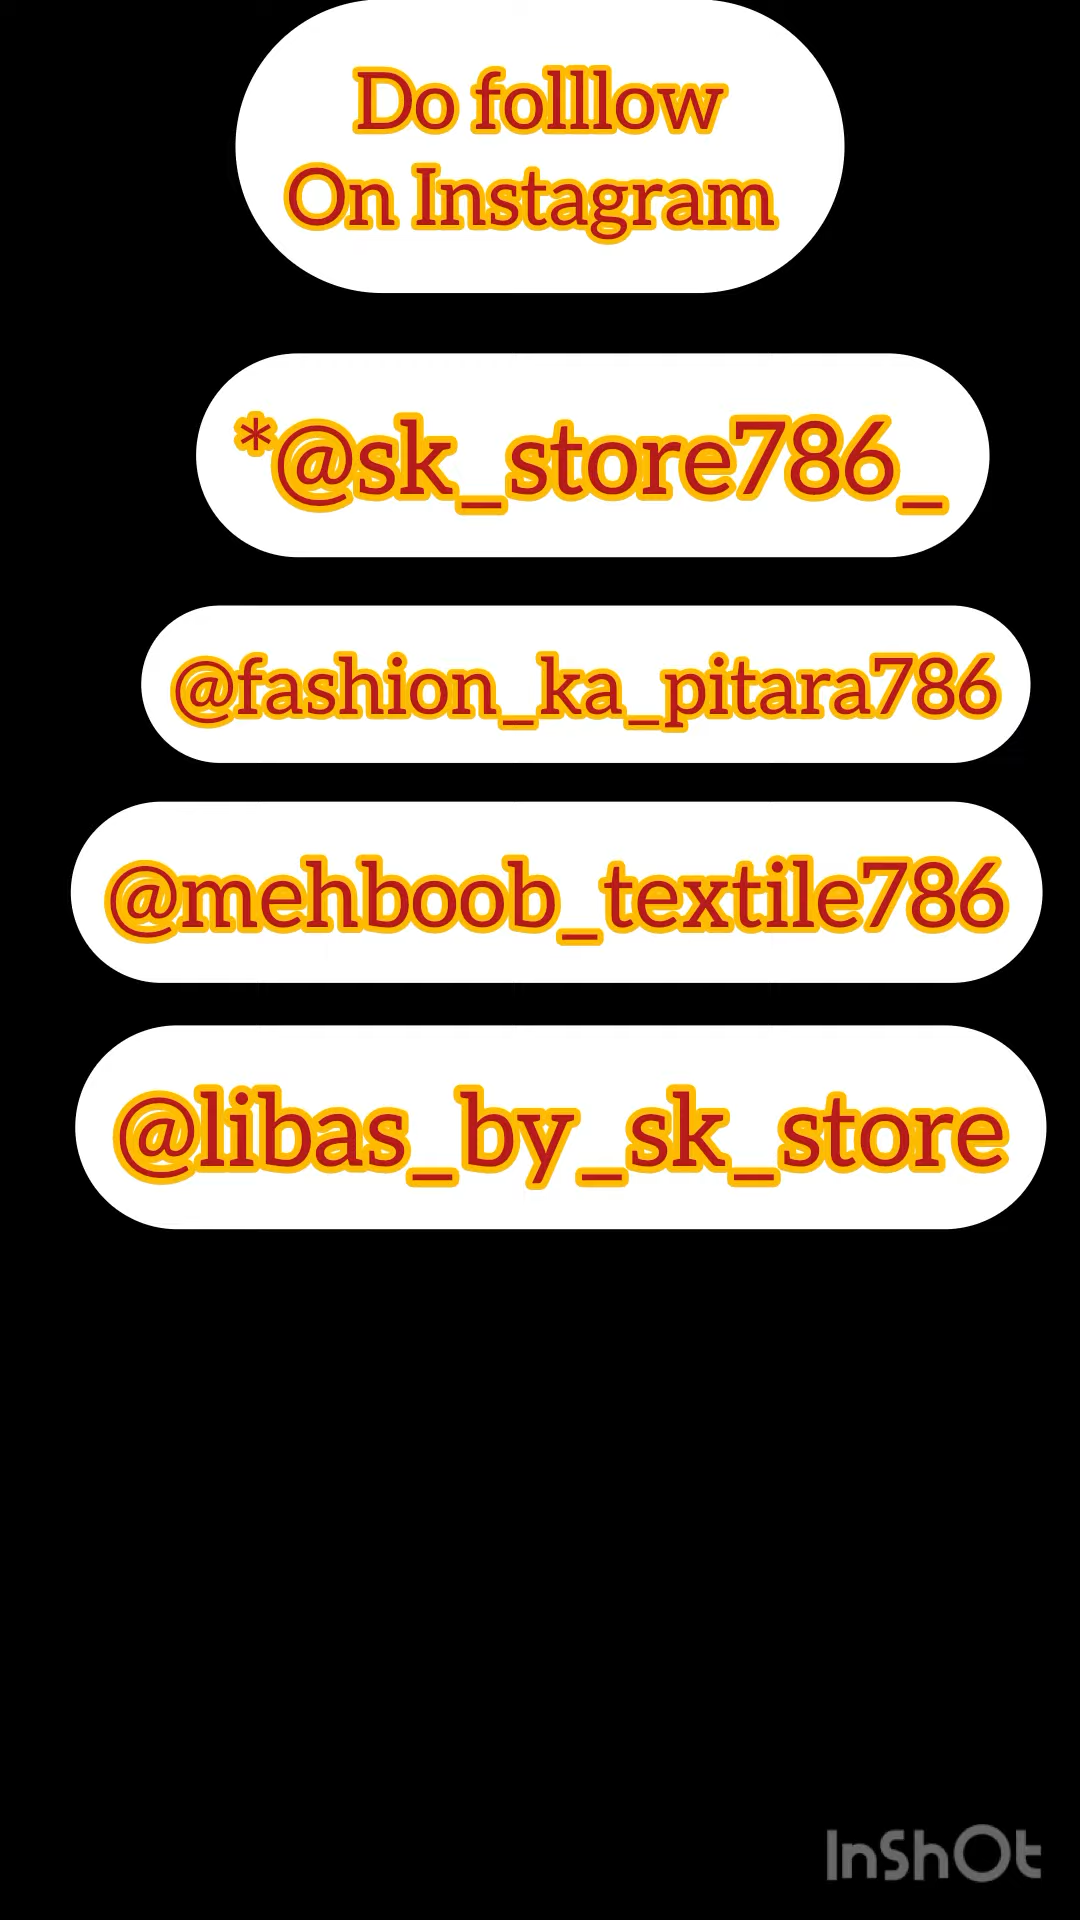 Do folllow
On Instagram
*@sk_store786_
@fashion_ka_pitara786
@mehboob_textile786
@libas_by_sk_store
InShOt